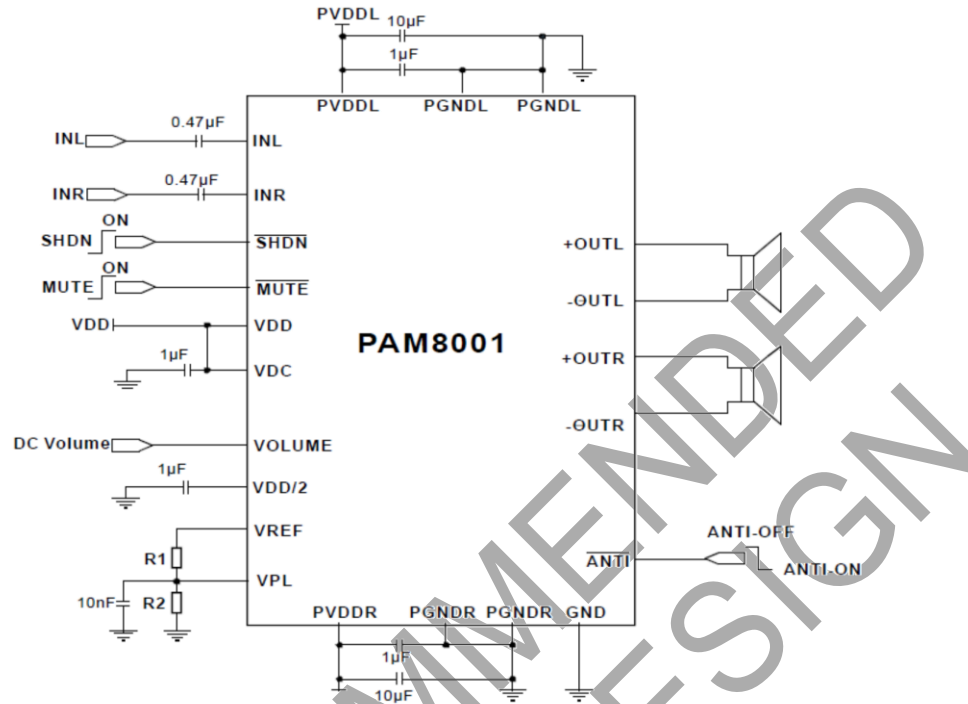 PVDDL
10µF
1µF
PVDDL PGNDL PGNDL
0.47µF
INL INL
0.47µF
INR INR
ON
SHDN SHDN
ON
MUTE MUTE
VDD VDD
1µF
VDC
DC Volume VOLUME
1µF
VDD/2
VREF
R1
VPL
10nF R2
PAM8001
+OUTL
-OUTL
+OUTR
-OUTR
ANTI-OFF
ANTI ANTI-ON
PVDDR PGNDR PGNDR GND
1µF
10µF
MMENDED
ESIGN